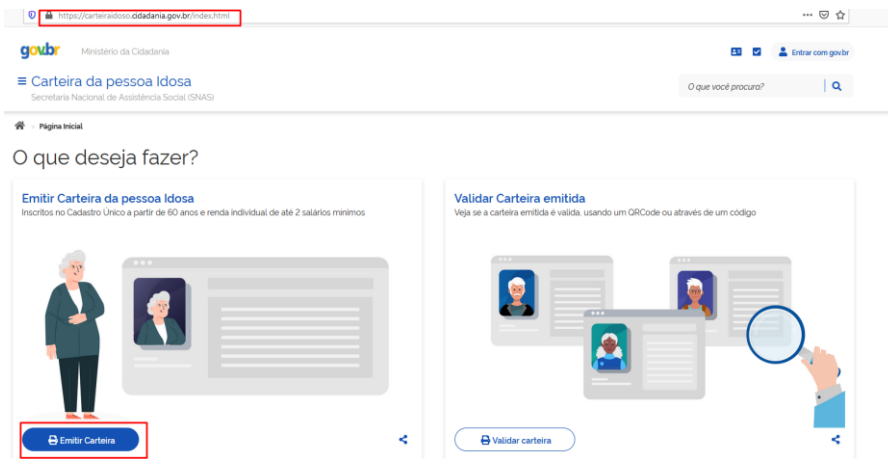 https://carteiraidoso.cidadania.gov.br/index.html
gov.br Ministério da Cidadania
Entrar com gov.br
Carteira da pessoa Idosa
Secretaria Nacional de Assistência Social (SNAS)
O que você procura?
Página Inicial
O que deseja fazer?
Emitir Carteira da pessoa Idosa
Inscritos no Cadastro Único a partir de 60 anos e renda individual de até 2 salários mínimos
Validar Carteira emitida
Veja se a carteira emitida é valida, usando um QRCode ou através de um código
Emitir Carteira
Validar carteira